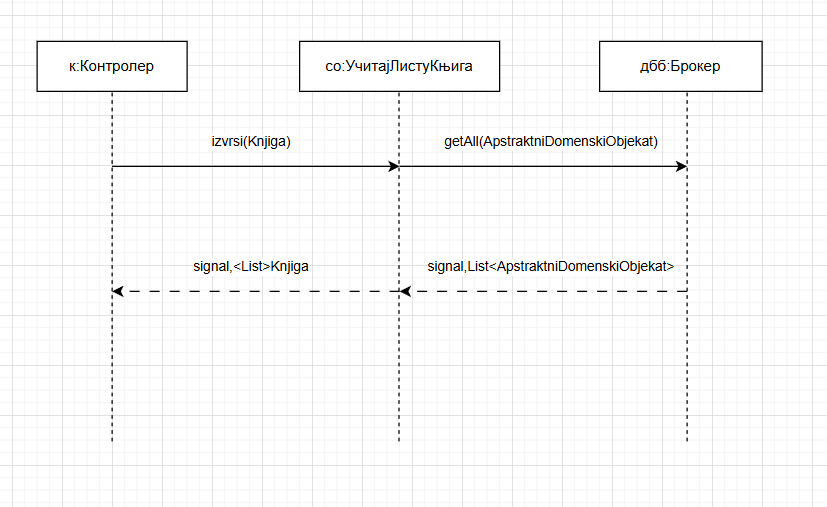 к:Контролер
со:УчитајЛистуКњига
дбб:Брокер
izvrsi(Knjiga)
getAll(ApstraktniDomenskiObjekat)
signal,<List>Knjiga
signal,List<ApstraktniDomenskiObjekat>